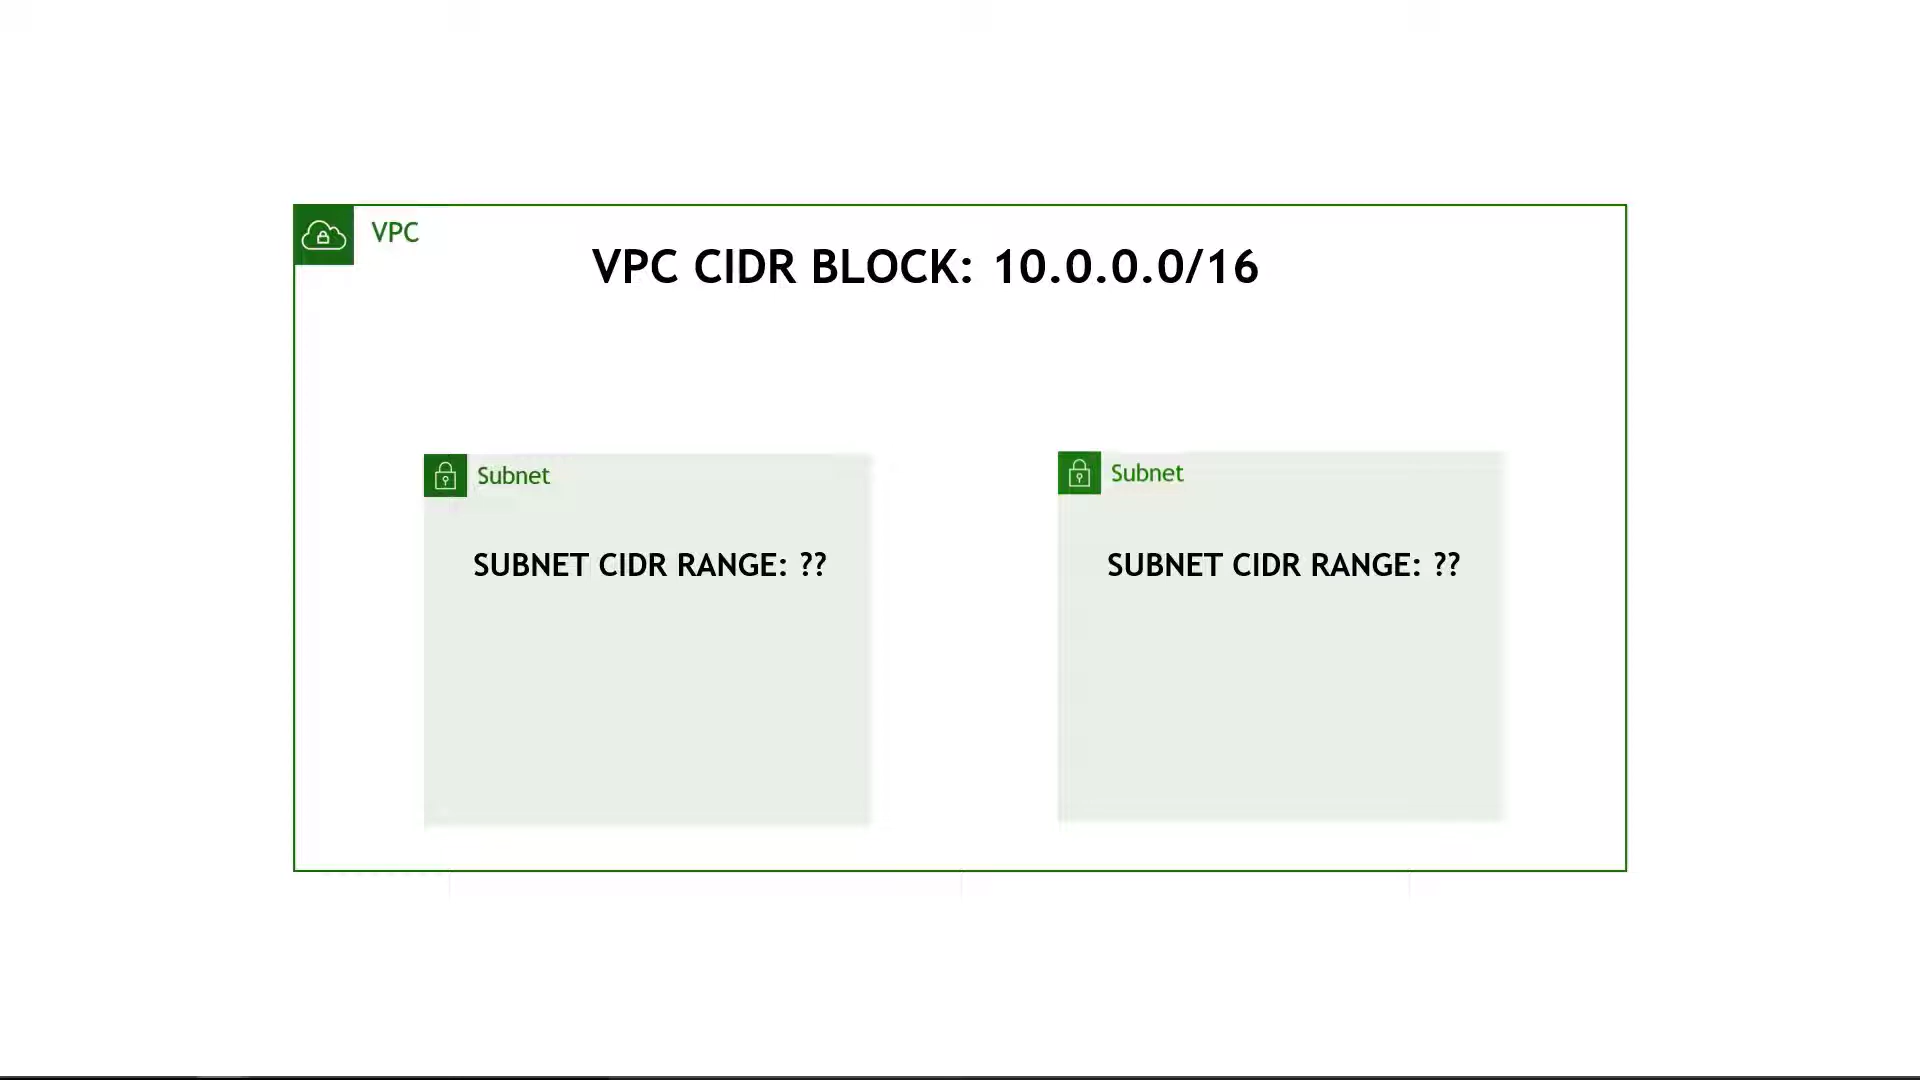 VPC
VPC CIDR BLOCK: 10.0.0.0/16
Subnet
SUBNET CIDR RANGE: ??
Subnet
SUBNET CIDR RANGE: ??